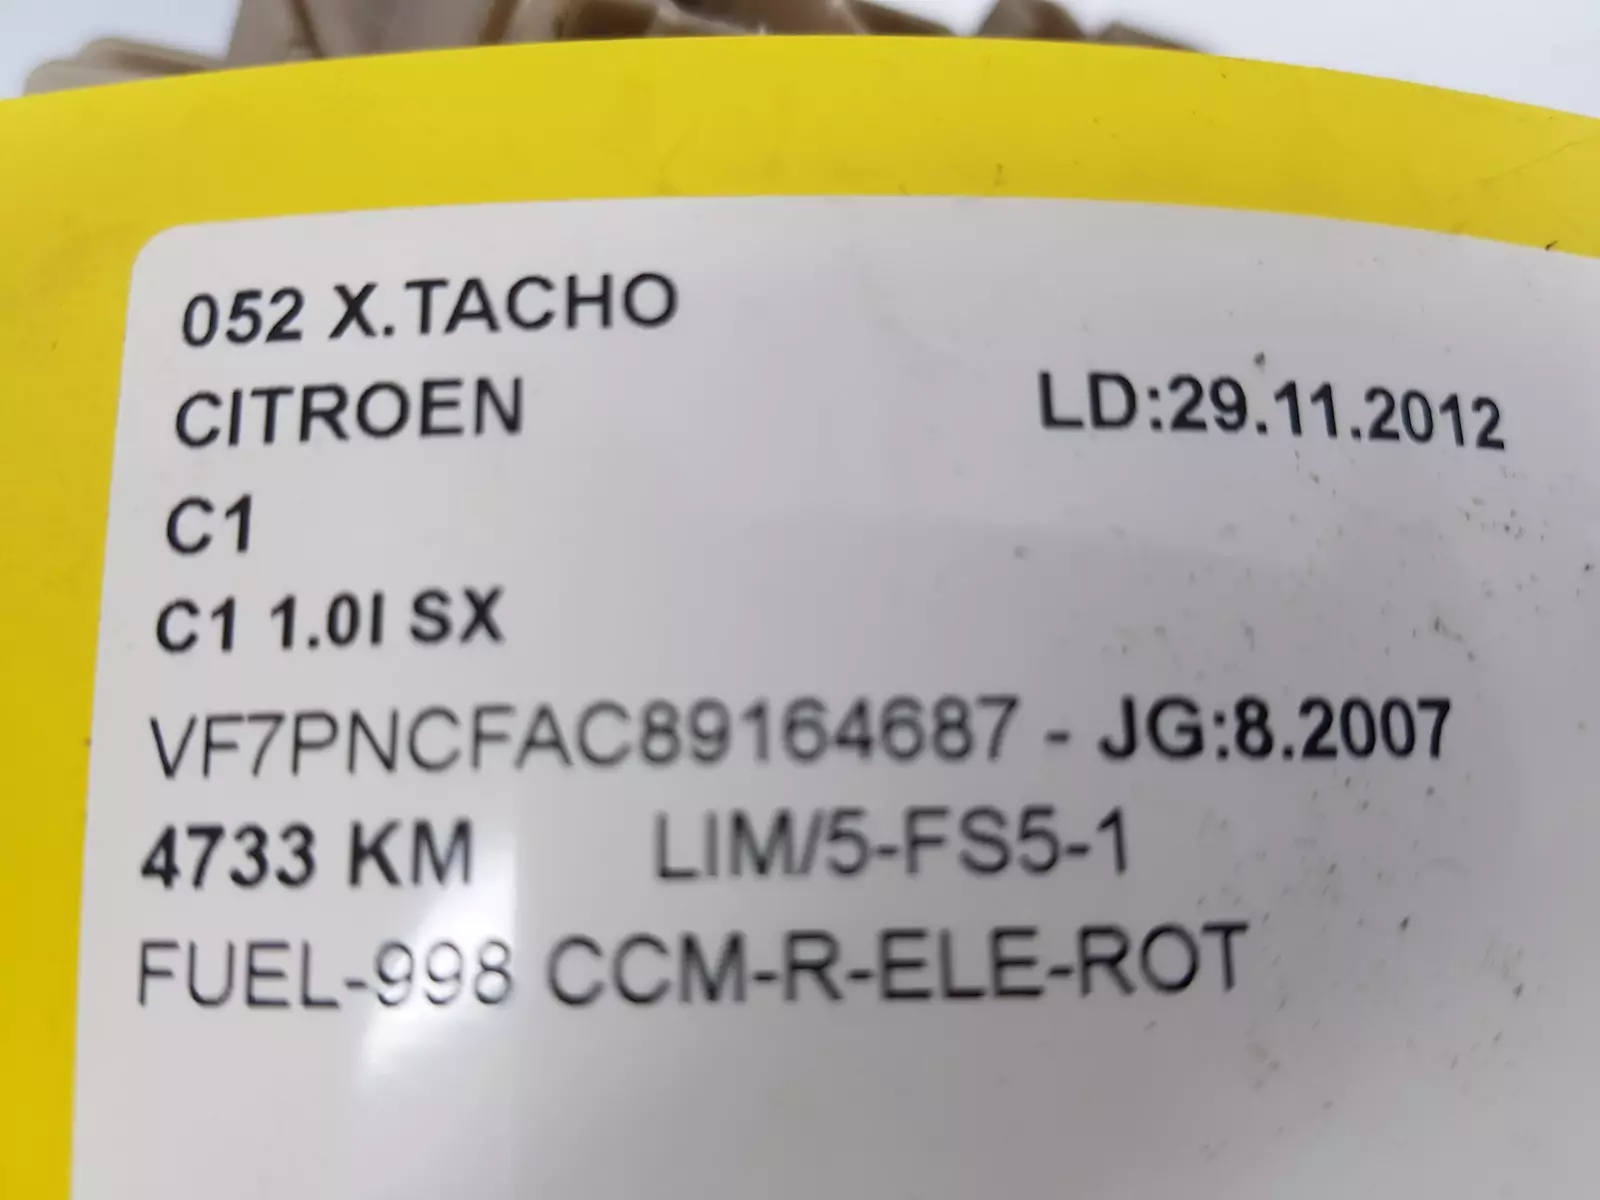 052 X.TACHO
CITROEN
LD:29.11.2012
C1
C1 1.0I SX
VF7PNCFAC89164687 - JG:8.2007
4733 KM LIM/5-FS5-1
FUEL-998 CCM-R-ELE-ROT